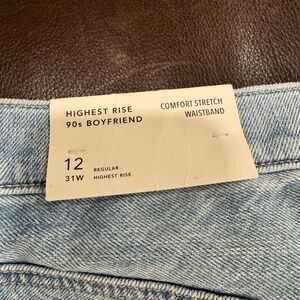 HIGHEST RISE
90s BOYFRIEND
COMFORT STRETCH
WAISTBAND
12
REGULAR
31W
HIGHEST RISE